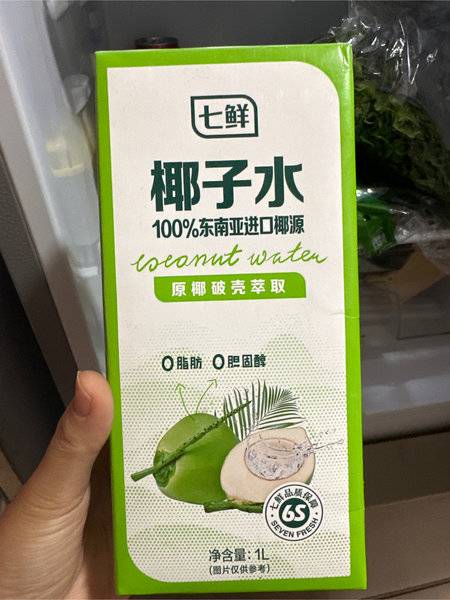 七鲜
椰子水
100%东南亚进口椰源
coconut water
原椰破壳萃取
0脂肪 0胆固醇
七鲜品质保障
6S
SEVEN FRESH
净含量:1L
(图片仅供参考)